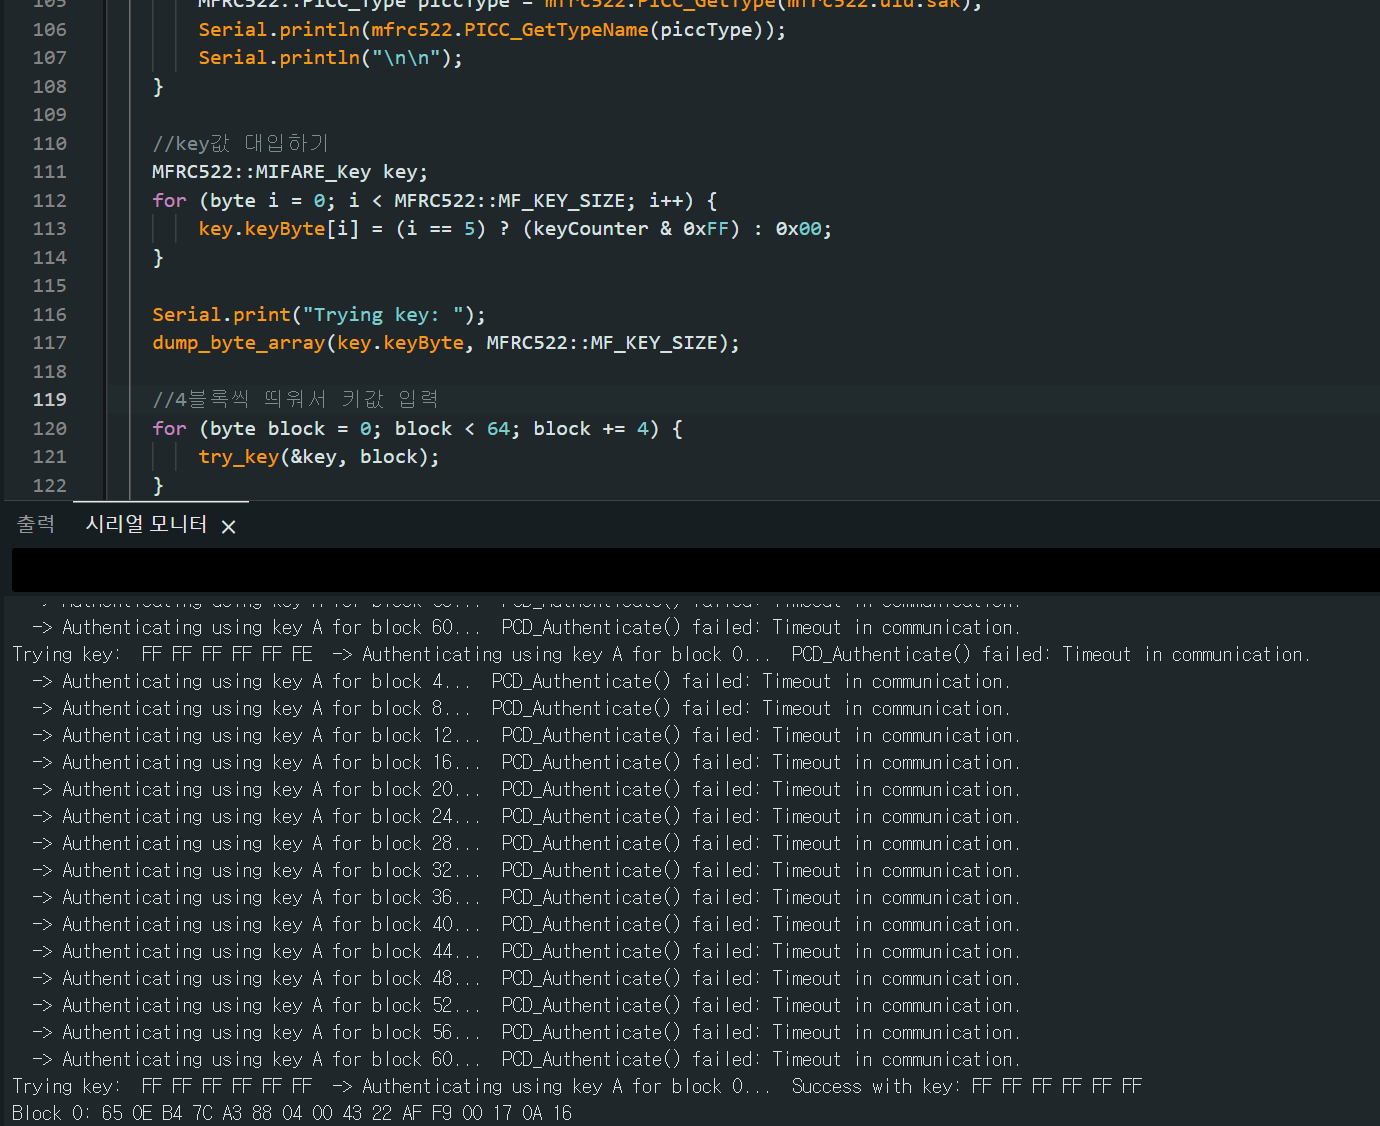 105 MFRC522::PICC_Type piccType = mfrc522.PICC_GetType(mfrc522.uid.sak);
106 Serial.println(mfrc522.PICC_GetTypeName(piccType));
107 Serial.println("\n\n");
108 }
109
110 //key값 대입하기
111 MFRC522::MIFARE_Key key;
112 for (byte i = 0; i < MFRC522::MF_KEY_SIZE; i++) {
113 key.keyByte[i] = (i == 5) ? (keyCounter & 0xFF) : 0x00;
114 }
115
116 Serial.print("Trying key: ");
117 dump_byte_array(key.keyByte, MFRC522::MF_KEY_SIZE);
118
119 //4블록씩 띄워서 키값 입력
120 for (byte block = 0; block < 64; block += 4) {
121 try_key(&key, block);
122 }
출력 시리얼 모니터 ×
-> Authenticating using key A for block 60... PCD_Authenticate() failed: Timeout in communication.
Trying key: FF FF FF FF FF FE -> Authenticating using key A for block 0... PCD_Authenticate() failed: Timeout in communication.
-> Authenticating using key A for block 4... PCD_Authenticate() failed: Timeout in communication.
-> Authenticating using key A for block 8... PCD_Authenticate() failed: Timeout in communication.
-> Authenticating using key A for block 12... PCD_Authenticate() failed: Timeout in communication.
-> Authenticating using key A for block 16... PCD_Authenticate() failed: Timeout in communication.
-> Authenticating using key A for block 20... PCD_Authenticate() failed: Timeout in communication.
-> Authenticating using key A for block 24... PCD_Authenticate() failed: Timeout in communication.
-> Authenticating using key A for block 28... PCD_Authenticate() failed: Timeout in communication.
-> Authenticating using key A for block 32... PCD_Authenticate() failed: Timeout in communication.
-> Authenticating using key A for block 36... PCD_Authenticate() failed: Timeout in communication.
-> Authenticating using key A for block 40... PCD_Authenticate() failed: Timeout in communication.
-> Authenticating using key A for block 44... PCD_Authenticate() failed: Timeout in communication.
-> Authenticating using key A for block 48... PCD_Authenticate() failed: Timeout in communication.
-> Authenticating using key A for block 52... PCD_Authenticate() failed: Timeout in communication.
-> Authenticating using key A for block 56... PCD_Authenticate() failed: Timeout in communication.
-> Authenticating using key A for block 60... PCD_Authenticate() failed: Timeout in communication.
Trying key: FF FF FF FF FF FF -> Authenticating using key A for block 0... Success with key: FF FF FF FF FF FF
Block 0: 65 0E B4 7C A3 88 04 00 43 22 AF F9 00 17 0A 16